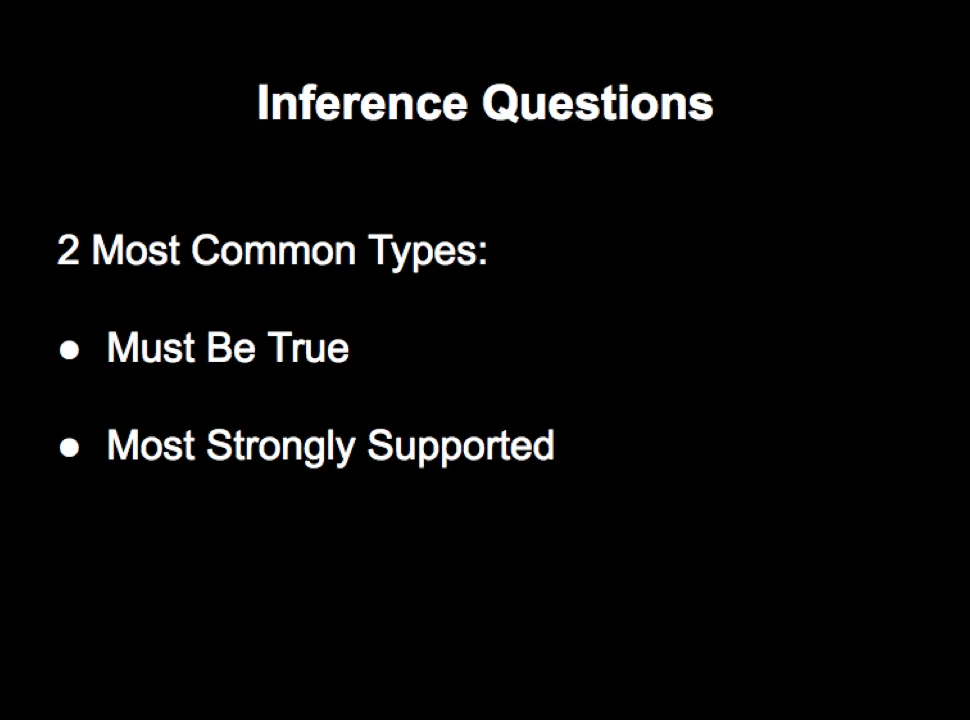 Inference Questions
2 Most Common Types:
● Must Be True
● Most Strongly Supported